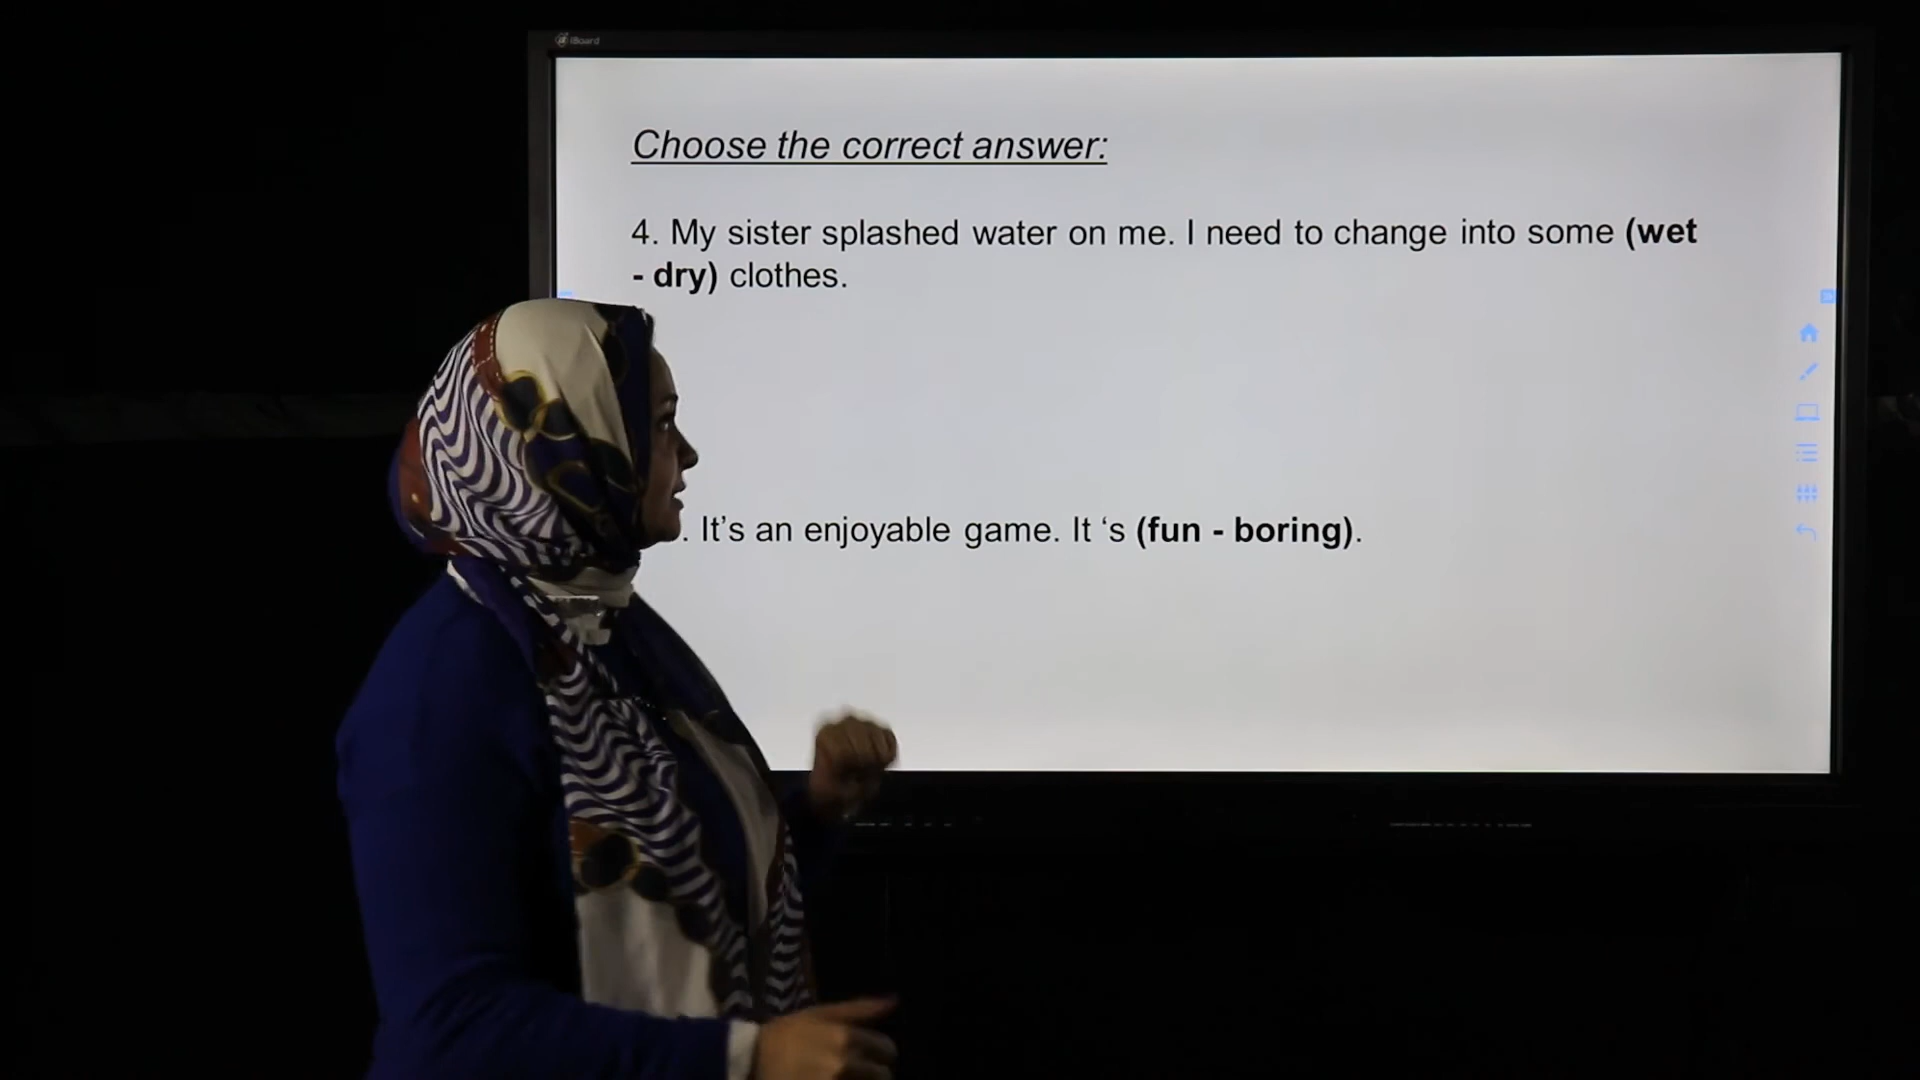 iBoard
Choose the correct answer:
4. My sister splashed water on me. I need to change into some (wet
- dry) clothes.
. It’s an enjoyable game. It ‘s (fun - boring).